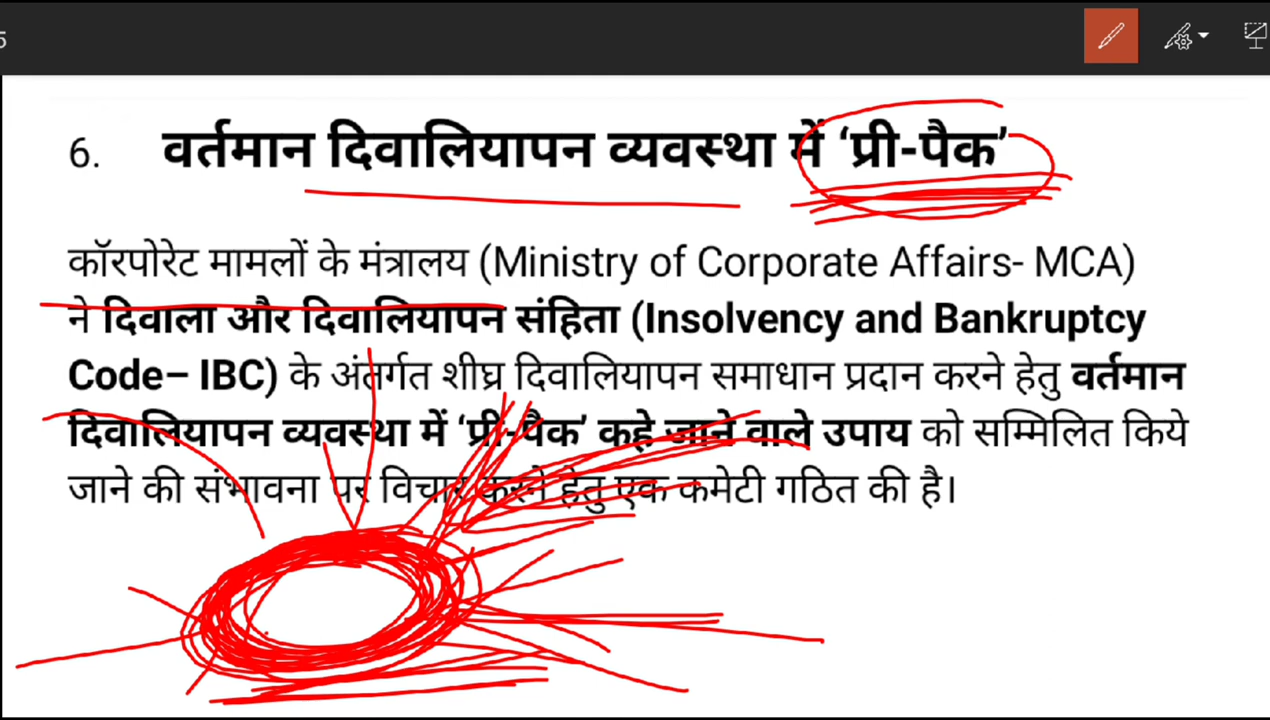 5
6. वर्तमान दिवालियापन व्यवस्था में ‘प्री-पैक’
कॉरपोरेट मामलों के मंत्रालय (Ministry of Corporate Affairs- MCA)
ने दिवाला और दिवालियापन संहिता (Insolvency and Bankruptcy
Code– IBC) के अंतर्गत शीघ्र दिवालियापन समाधान प्रदान करने हेतु वर्तमान
दिवालियापन व्यवस्था में ‘प्री-पैक’ कहे जाने वाले उपाय को सम्मिलित किये
जाने की संभावना पर विचार करने हेतु एक कमेटी गठित की है।